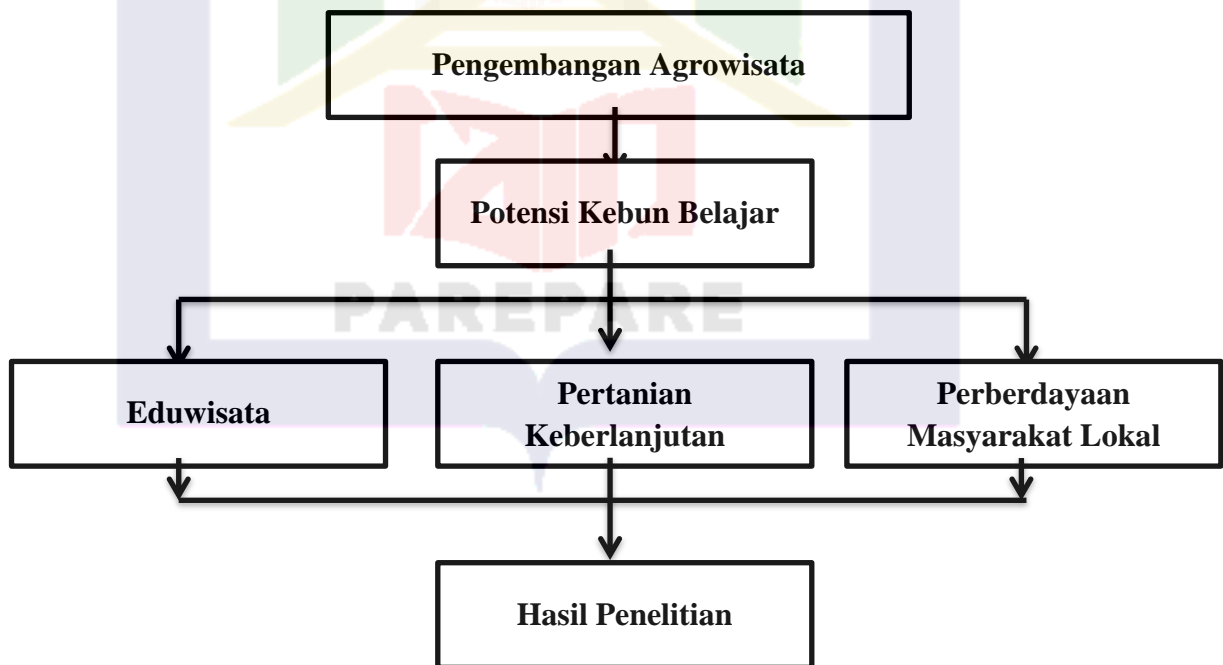 Pengembangan Agrowisata
Potensi Kebun Belajar
PAREPARE
Eduwisata
Pertanian
Keberlanjutan
Perberdayaan
Masyarakat Lokal
Hasil Penelitian